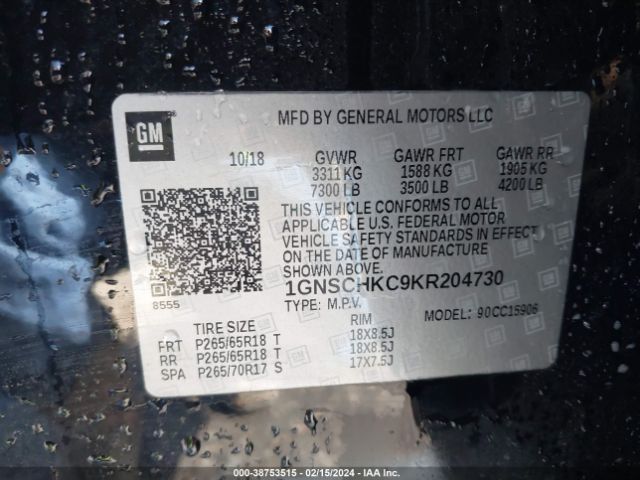 MFD BY GENERAL MOTORS LLC
GM
10/18 GVWR GAWR FRT GAWR RR
3311 KG 1588 KG 1905 KG
7300 LB 3500 LB 4200 LB
THIS VEHICLE CONFORMS TO ALL
APPLICABLE U.S. FEDERAL MOTOR
VEHICLE SAFETY STANDARDS IN EFFECT
ON THE DATE OF MANUFACTURE
SHOWN ABOVE.
8555
1GNSCHKC9KR204730
TYPE: M.P.V. MODEL: 90CC15906
TIRE SIZE RIM
FRT P265/65R18 T 18X8.5J
RR P265/65R18 T 18X8.5J
SPA P265/70R17 S 17X7.5J
000-38753515 - 02/15/2024 - IAA Inc.